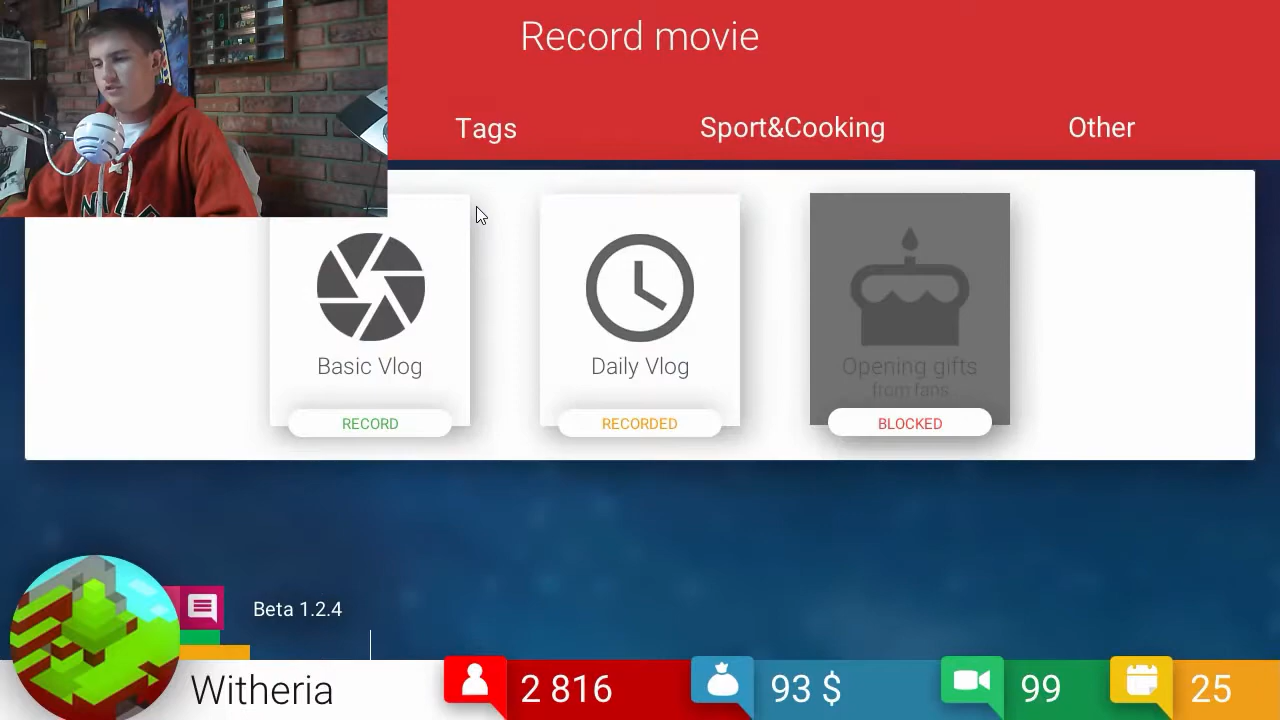 Record movie
Tags
Sport&Cooking
Other
Basic Vlog
RECORD
Daily Vlog
RECORDED
Opening gifts
from fans
BLOCKED
Beta 1.2.4
Witheria
2 816
93 $
99
25